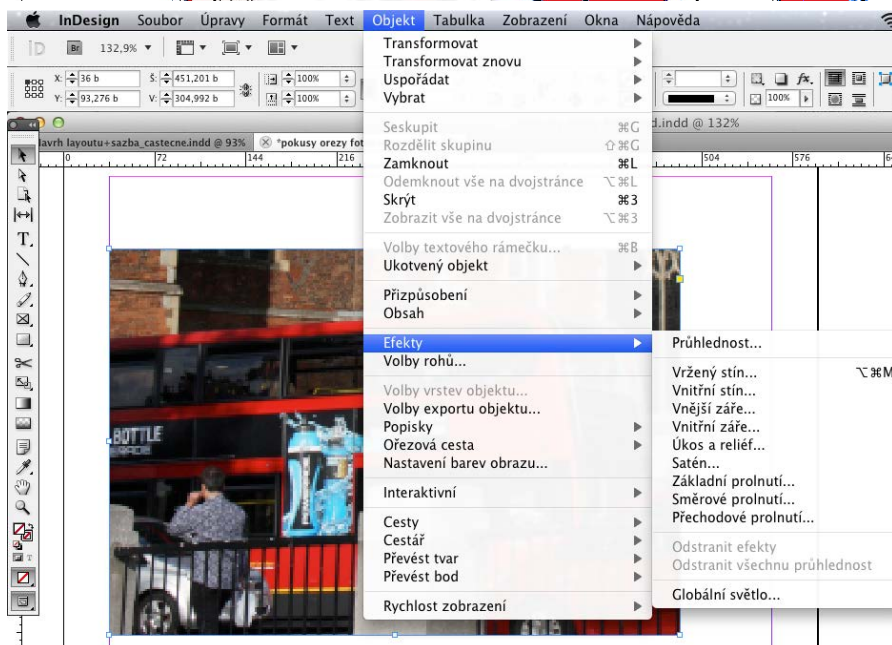 InDesign Soubor Úpravy Formát Text Objekt Tabulka Zobrazení Okna Nápověda
Br 132,9%
X: 36 b Š: 451,201 b 100%
Y: 93,276 b V: 304,992 b 100% 100%
lavrh layoutu+sazba_castecne.indd @ 93% *pokusy orezy fot d.indd @ 132%
0 72 144 216 504 576
Transformovat
Transformovat znovu
Uspořádat
Vybrat
Seskupit ⌘G
Rozdělit skupinu ⇧⌘G
Zamknout ⌘L
Odemknout vše na dvojstránce ⌥⌘L
Skrýt ⌘3
Zobrazit vše na dvojstránce ⌥⌘3
Volby textového rámečku... ⌘B
Ukotvený objekt
Přizpůsobení
Obsah
Efekty
Volby rohů...
Volby vrstev objektu...
Volby exportu objektu...
Popisky
Ořezová cesta
Nastavení barev obrazu...
Interaktivní
Cesty
Cestář
Převést tvar
Převést bod
Rychlost zobrazení
Průhlednost...
Vržený stín... ⌥⌘M
Vnitřní stín...
Vnější záře...
Vnitřní záře...
Úkos a reliéf...
Satén...
Základní prolnutí...
Směrové prolnutí...
Přechodové prolnutí...
Odstranit efekty
Odstranit všechnu průhlednost
Globální světlo...
BOTTLE